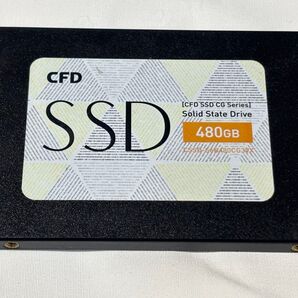 CFD
SSD
[CFD SSD CG Series]
Solid State Drive
480GB